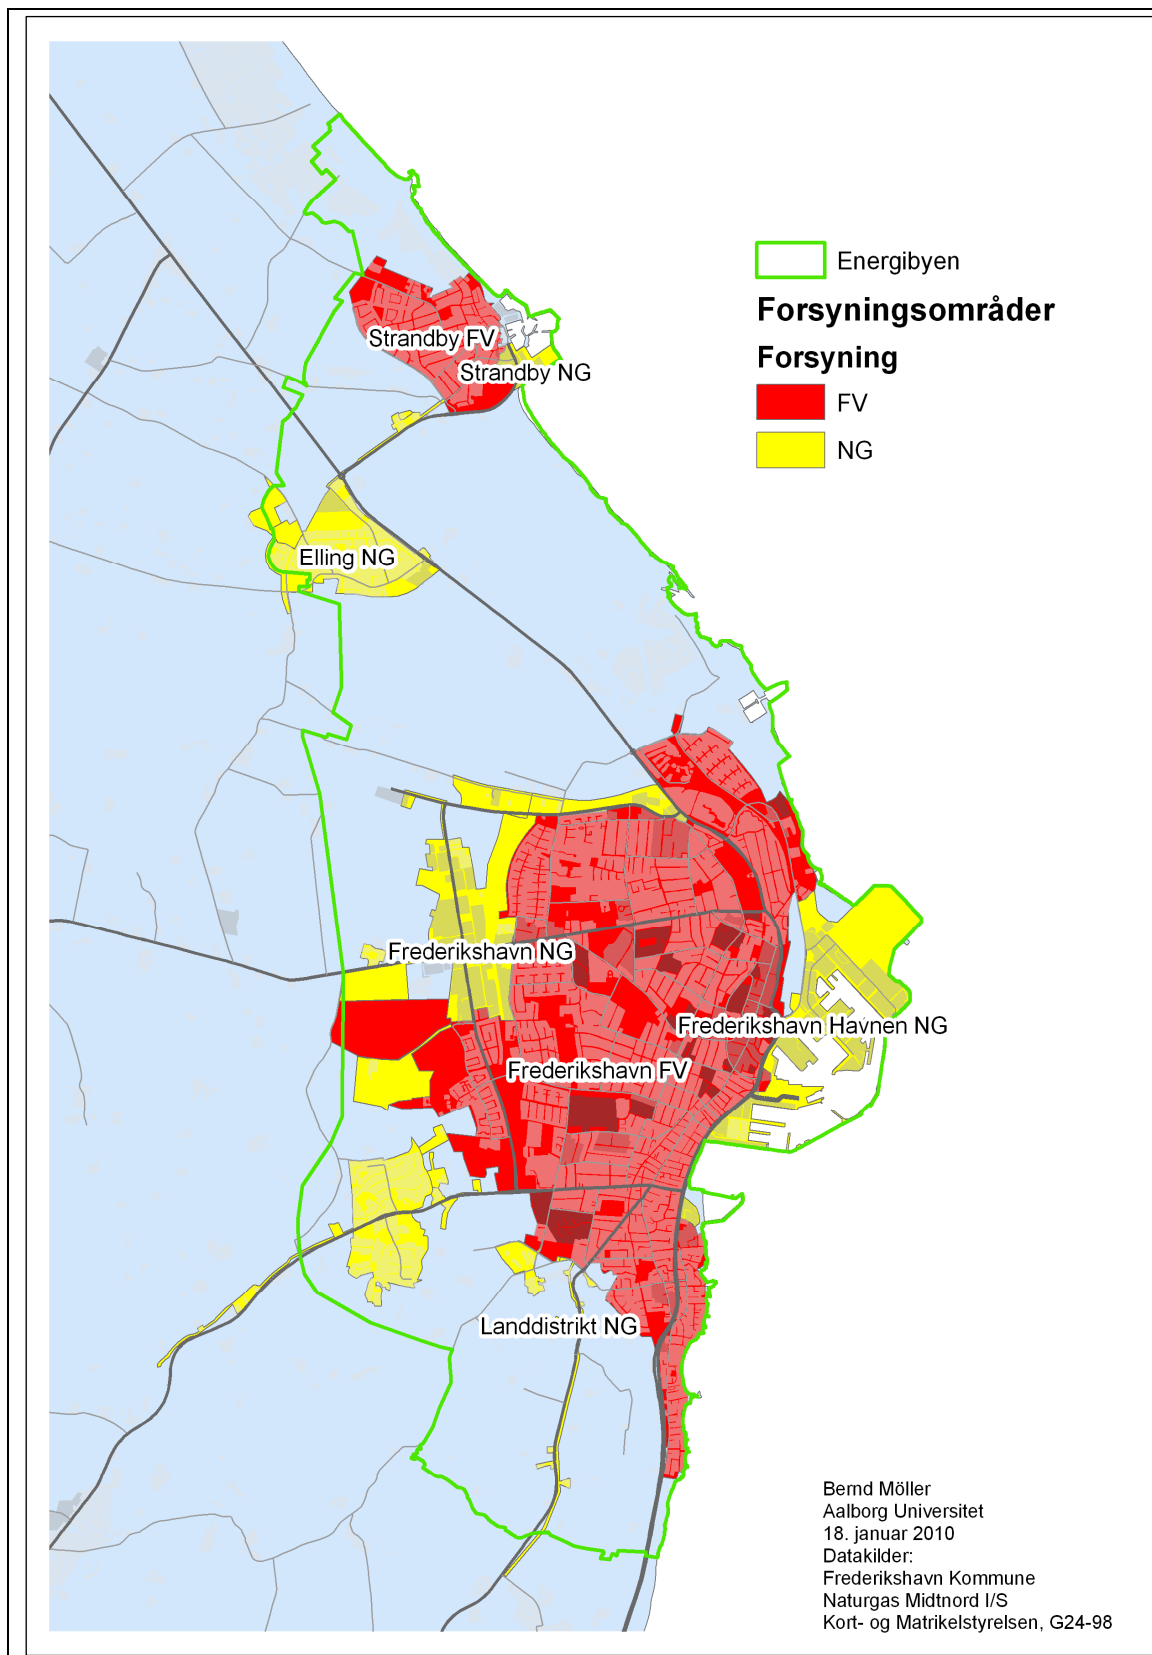 Energibyen
Forsyningsområder
Forsyning
FV
NG
Strandby FV
Strandby NG
Elling NG
Frederikshavn NG
Frederikshavn Havnen NG
Frederikshavn FV
Landdistrikt NG
Bernd Möller
Aalborg Universitet
18. januar 2010
Datakilder:
Frederikshavn Kommune
Naturgas Midtnord I/S
Kort- og Matrikelstyrelsen, G24-98